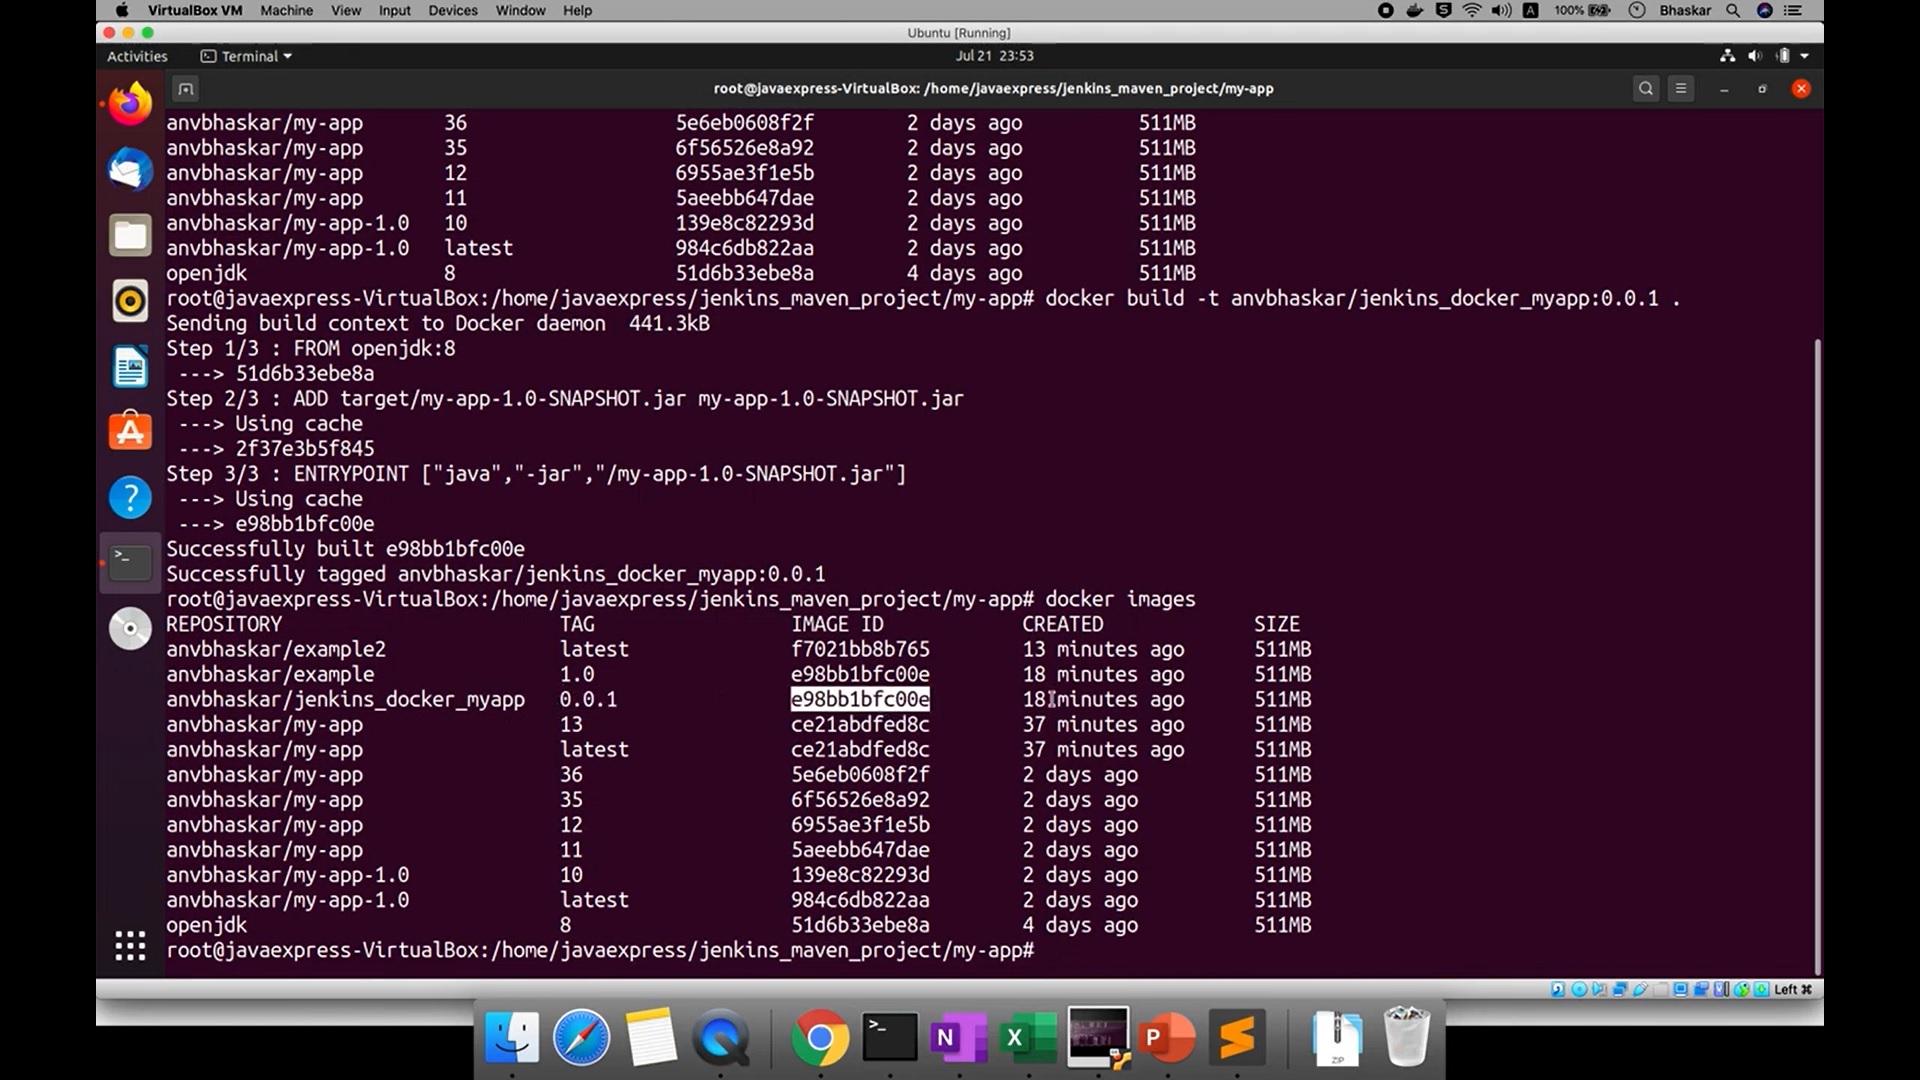 VirtualBox VM Machine View Input Devices Window Help 100% Bhaskar
Ubuntu [Running]
Activities Terminal Jul 21 23:53
root@javaexpress-VirtualBox: /home/javaexpress/jenkins_maven_project/my-app
anvbhaskar/my-app 36 5e6eb0608f2f 2 days ago 511MB
anvbhaskar/my-app 35 6f56526e8a92 2 days ago 511MB
anvbhaskar/my-app 12 6955ae3f1e5b 2 days ago 511MB
anvbhaskar/my-app 11 5aeebb647dae 2 days ago 511MB
anvbhaskar/my-app-1.0 10 139e8c82293d 2 days ago 511MB
anvbhaskar/my-app-1.0 latest 984c6db822aa 2 days ago 511MB
openjdk 8 51d6b33ebe8a 4 days ago 511MB
root@javaexpress-VirtualBox:/home/javaexpress/jenkins_maven_project/my-app# docker build -t anvbhaskar/jenkins_docker_myapp:0.0.1 .
Sending build context to Docker daemon 441.3kB
Step 1/3 : FROM openjdk:8
---> 51d6b33ebe8a
Step 2/3 : ADD target/my-app-1.0-SNAPSHOT.jar my-app-1.0-SNAPSHOT.jar
---> Using cache
---> 2f37e3b5f845
Step 3/3 : ENTRYPOINT ["java","-jar","/my-app-1.0-SNAPSHOT.jar"]
---> Using cache
---> e98bb1bfc00e
Successfully built e98bb1bfc00e
Successfully tagged anvbhaskar/jenkins_docker_myapp:0.0.1
root@javaexpress-VirtualBox:/home/javaexpress/jenkins_maven_project/my-app# docker images
REPOSITORY TAG IMAGE ID CREATED SIZE
anvbhaskar/example2 latest f7021bb8b765 13 minutes ago 511MB
anvbhaskar/example 1.0 e98bb1bfc00e 18 minutes ago 511MB
anvbhaskar/jenkins_docker_myapp 0.0.1 e98bb1bfc00e 18 minutes ago 511MB
anvbhaskar/my-app 13 ce21abdfed8c 37 minutes ago 511MB
anvbhaskar/my-app latest ce21abdfed8c 37 minutes ago 511MB
anvbhaskar/my-app 36 5e6eb0608f2f 2 days ago 511MB
anvbhaskar/my-app 35 6f56526e8a92 2 days ago 511MB
anvbhaskar/my-app 12 6955ae3f1e5b 2 days ago 511MB
anvbhaskar/my-app 11 5aeebb647dae 2 days ago 511MB
anvbhaskar/my-app-1.0 10 139e8c82293d 2 days ago 511MB
anvbhaskar/my-app-1.0 latest 984c6db822aa 2 days ago 511MB
openjdk 8 51d6b33ebe8a 4 days ago 511MB
root@javaexpress-VirtualBox:/home/javaexpress/jenkins_maven_project/my-app#
Left ⌘
ZIP